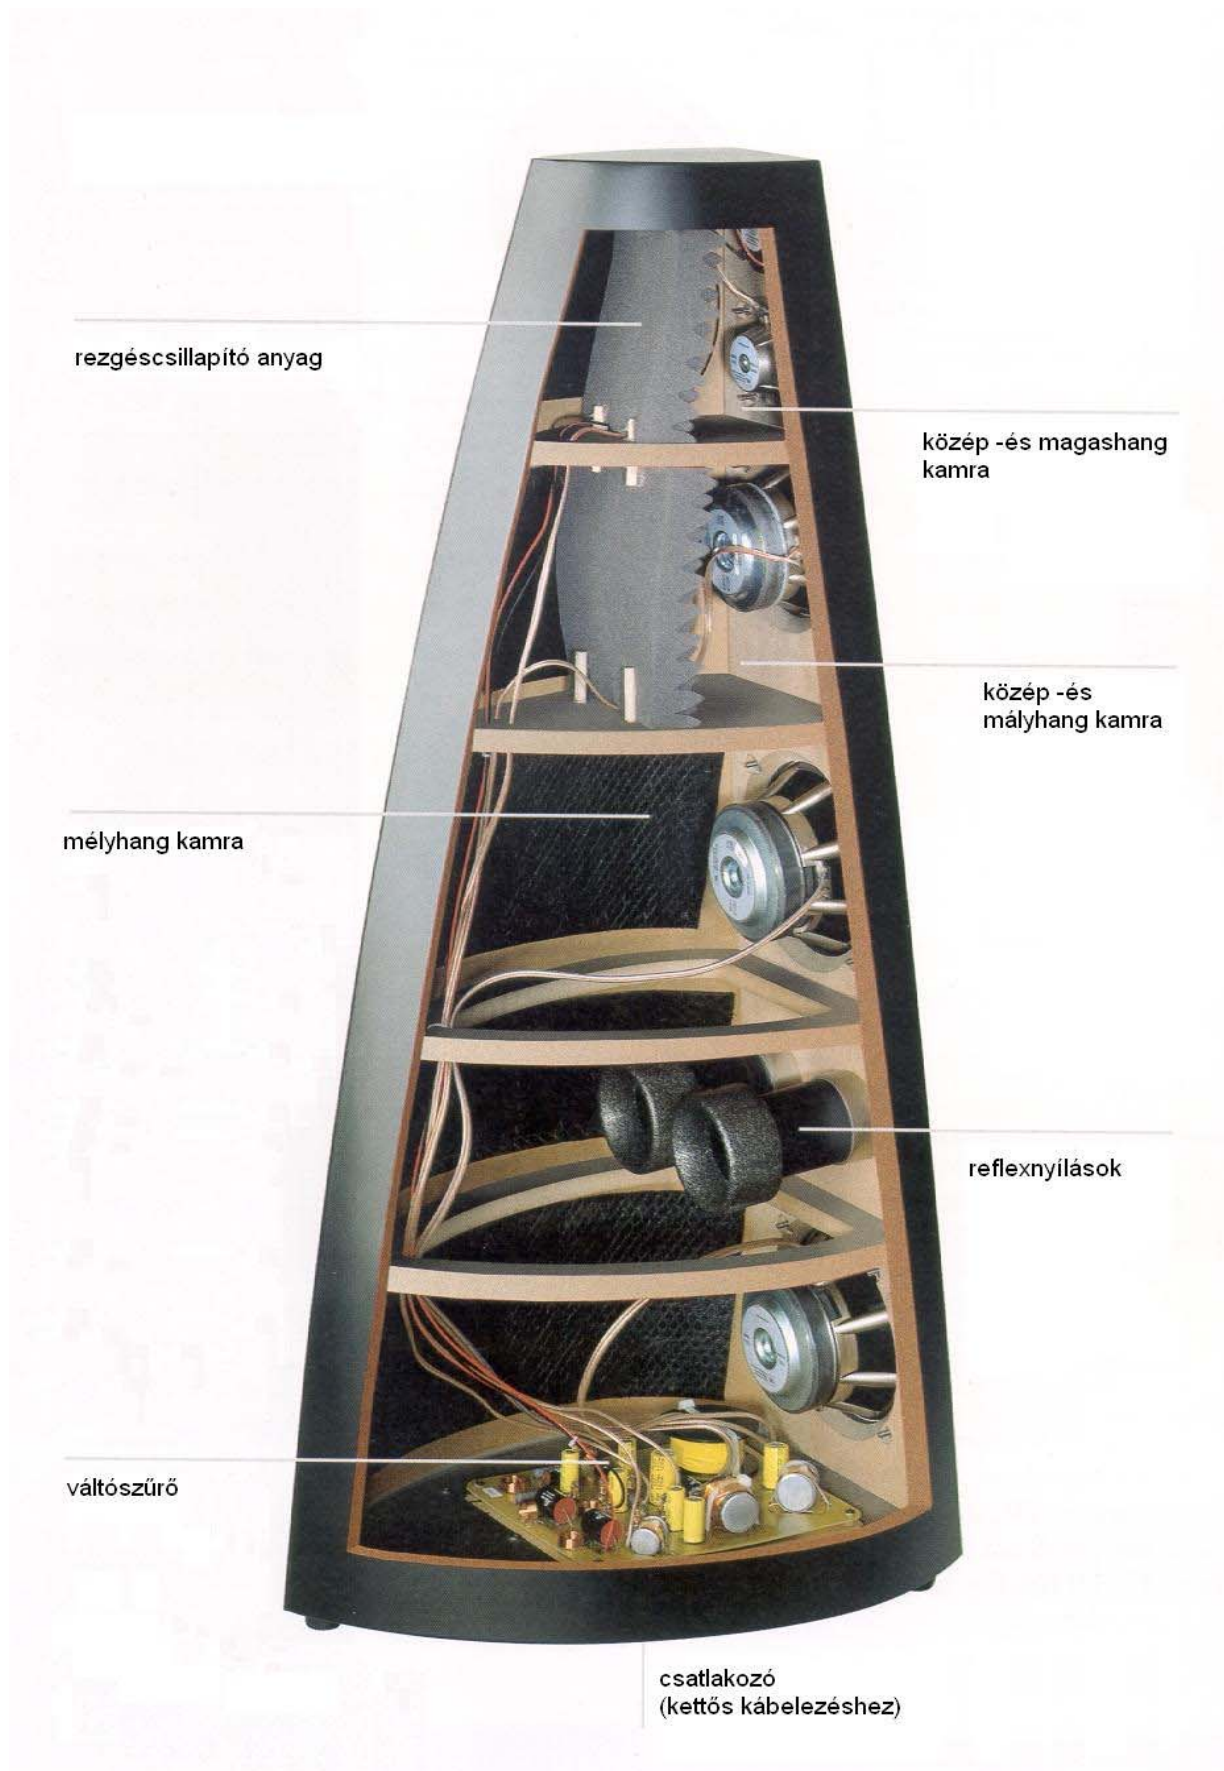 rezgéscsillapító anyag
közép -és magashang
kamra
közép -és
mályhang kamra
mélyhang kamra
reflexnyílások
váltószűrő
csatlakozó
(kettős kábelezéshez)